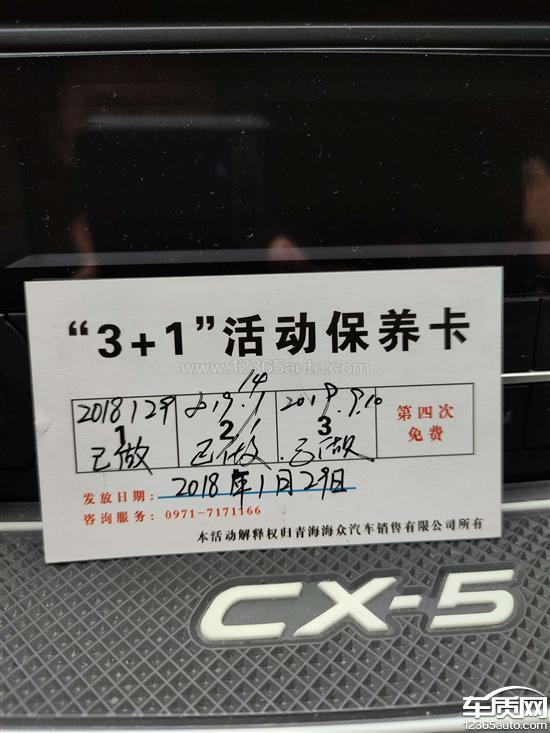 “3+1”活动保养卡
www.12365auto.com
14
2018 1 29 2019.1 2019.9.10 第四次
1 2 3 免费
已做 已做 已做
发放日期: 2018年1月29日
咨询服务: 0971-7171166
本活动解释权归青海海众汽车销售有限公司所有
CX-5
车质网
12365auto.com